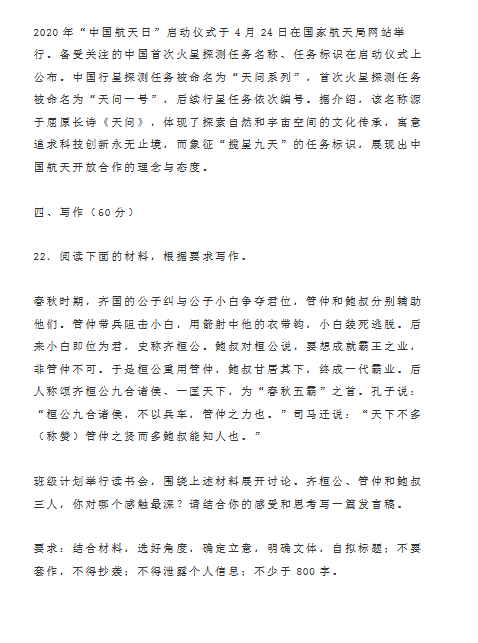 2020 年“中国航天日”启动仪式于 4 月 24 日在国家航天局网站举
行。备受关注的中国首次火星探测任务名称、任务标识在启动仪式上
公布。中国行星探测任务被命名为“天问系列”，首次火星探测任务
被命名为“天问一号”，后续行星任务依次编号。据介绍，该名称源
于屈原长诗《天问》，体现了探索自然和宇宙空间的文化传承，寓意
追求科技创新永无止境，而象征“揽星九天”的任务标识，展现出中
国航天开放合作的理念与态度。
四、写作（60 分）
22. 阅读下面的材料，根据要求写作。
春秋时期，齐国的公子纠与公子小白争夺君位，管仲和鲍叔分别辅助
他们。管仲带兵阻击小白，用箭射中他的衣带钩，小白装死逃脱。后
来小白即位为君，史称齐桓公。鲍叔对桓公说，要想成就霸王之业，
非管仲不可。于是桓公重用管仲，鲍叔甘居其下，终成一代霸业。后
人称颂齐桓公九合诸侯、一匡天下，为“春秋五霸”之首。孔子说：
“桓公九合诸侯，不以兵车，管仲之力也。”司马迁说：“天下不多
（称赞）管仲之贤而多鲍叔能知人也。”
班级计划举行读书会，围绕上述材料展开讨论。齐桓公、管仲和鲍叔
三人，你对哪个感触最深？请结合你的感受和思考写一篇发言稿。
要求：结合材料，选好角度，确定立意，明确文体，自拟标题；不要
套作，不得抄袭；不得泄露个人信息；不少于 800 字。